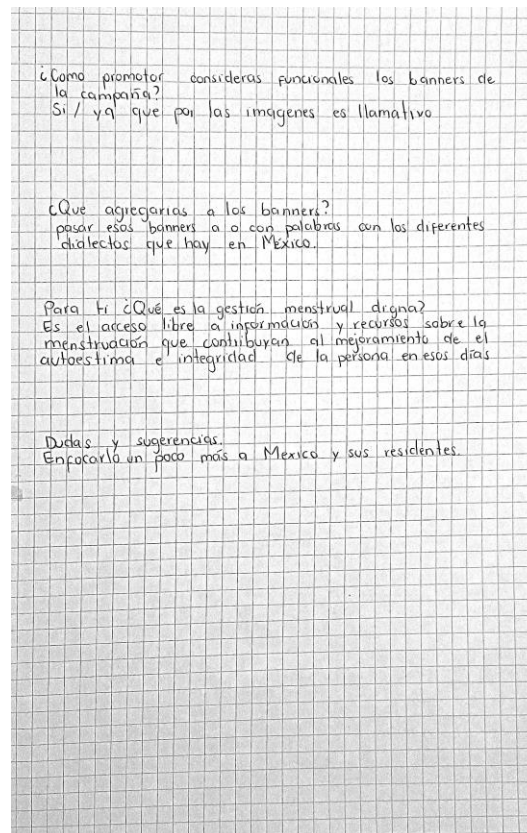 ¿Como promotor consideras funcionales los banners de
la campaña?
Si / ya que por las imagenes es llamativo
¿Que agregarias a los banners?
pasar esos banners a o con palabras con los diferentes
dialectos que hay en México.
Para ti ¿Qué es la gestión menstrual digna?
Es el acceso libre a información y recursos sobre la
menstruación que contribuyan al mejoramiento de el
autoestima e integridad de la persona en esos días
Dudas y sugerencias.
Enfocarlo un poco más a Mexico y sus residentes.